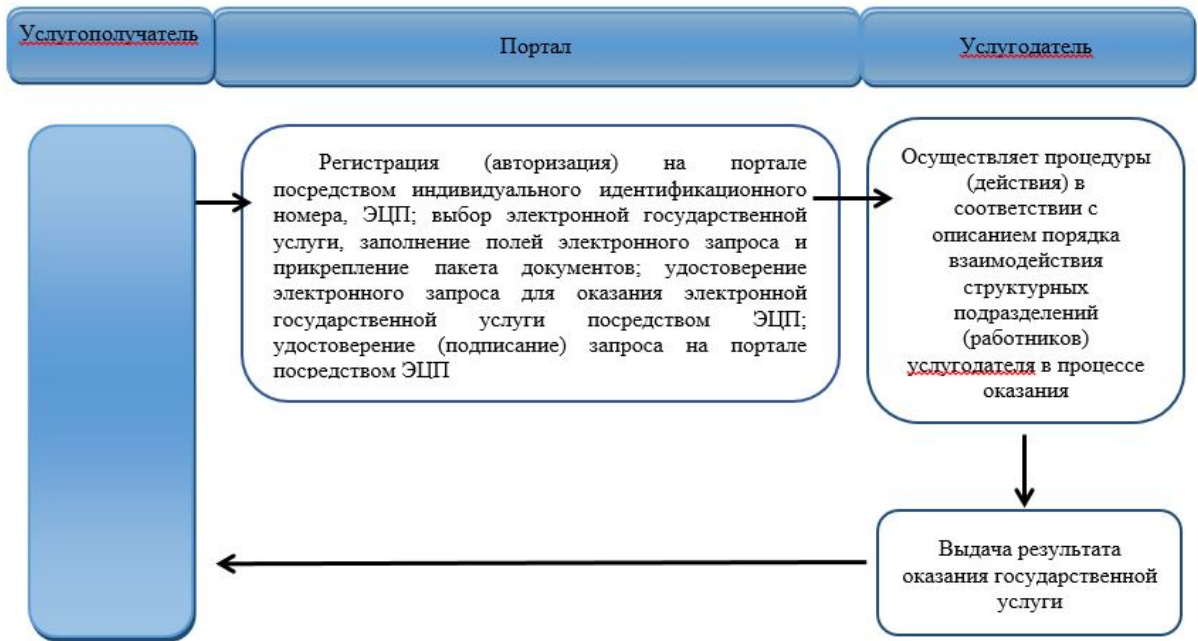 Услугополучатель
Портал
Услугодатель
Регистрация (авторизация) на портале
посредством индивидуального идентификационного
номера, ЭЦП; выбор электронной государственной
услуги, заполнение полей электронного запроса и
прикрепление пакета документов; удостоверение
электронного запроса для оказания электронной
государственной услуги посредством ЭЦП;
удостоверение (подписание) запроса на портале
посредством ЭЦП
Осуществляет процедуры
(действия) в
соответствии с
описанием порядка
взаимодействия
структурных
подразделений
(работников)
услугодателя в процессе
оказания
Выдача результата
оказания государственной
услуги